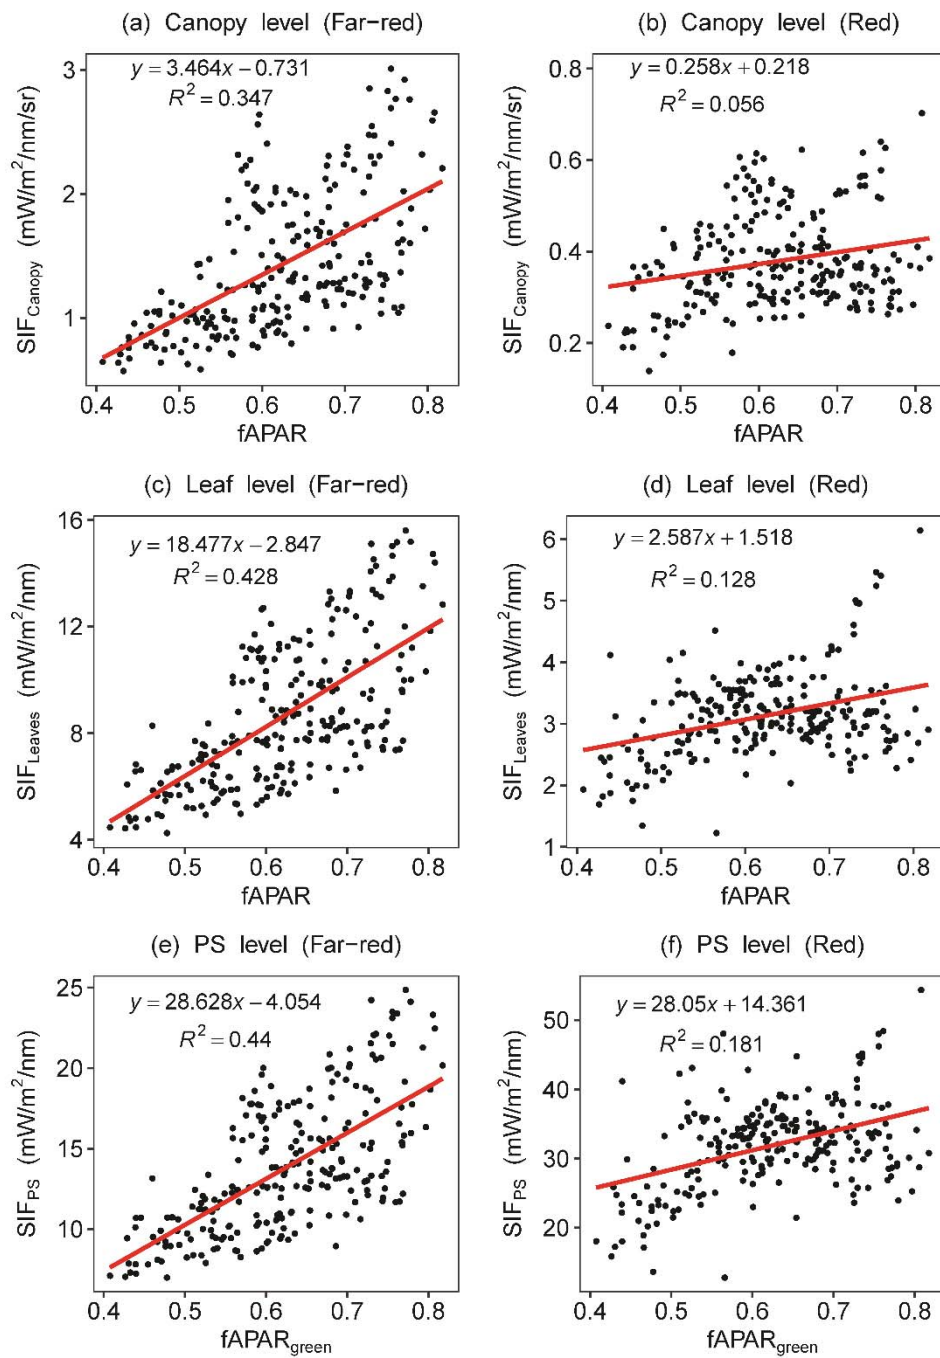 (a) Canopy level (Far−red)
y = 3.464x − 0.731
R² = 0.347
SIF_Canopy (mW/m²/nm/sr)
3
2
1
0.4 0.5 0.6 0.7 0.8
fAPAR
(b) Canopy level (Red)
y = 0.258x + 0.218
R² = 0.056
SIF_Canopy (mW/m²/nm/sr)
0.8
0.6
0.4
0.2
0.4 0.5 0.6 0.7 0.8
fAPAR
(c) Leaf level (Far−red)
y = 18.477x − 2.847
R² = 0.428
SIF_Leaves (mW/m²/nm)
16
12
8
4
0.4 0.5 0.6 0.7 0.8
fAPAR
(d) Leaf level (Red)
y = 2.587x + 1.518
R² = 0.128
SIF_Leaves (mW/m²/nm)
6
5
4
3
2
1
0.4 0.5 0.6 0.7 0.8
fAPAR
(e) PS level (Far−red)
y = 28.628x − 4.054
R² = 0.44
SIF_PS (mW/m²/nm)
25
20
15
10
0.4 0.5 0.6 0.7 0.8
fAPAR_green
(f) PS level (Red)
y = 28.05x + 14.361
R² = 0.181
SIF_PS (mW/m²/nm)
50
40
30
20
0.4 0.5 0.6 0.7 0.8
fAPAR_green